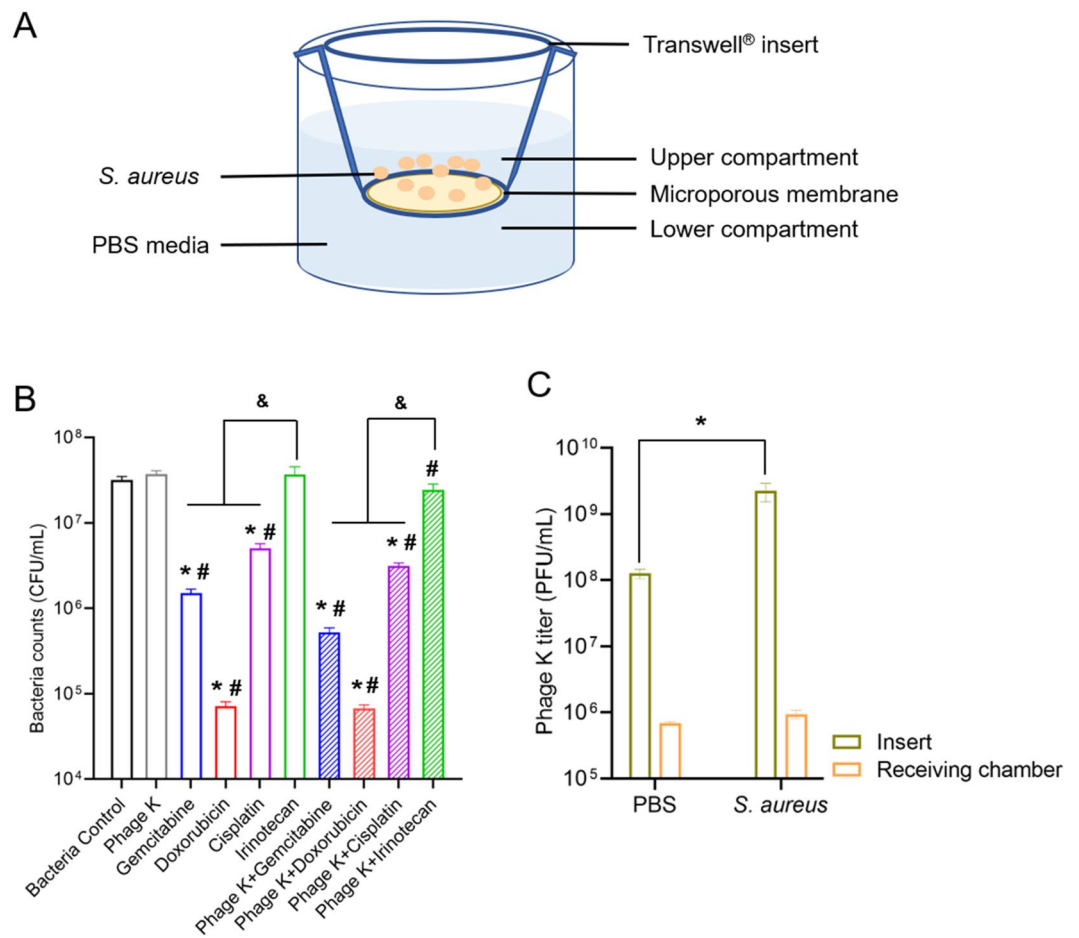 A
Transwell® insert
S. aureus
Upper compartment
Microporous membrane
PBS media
Lower compartment
B
Bacteria counts (CFU/mL)
10⁸
10⁷
10⁶
10⁵
10⁴
&
&
* #
* #
* #
* #
* #
* #
#
Bacteria Control
Phage K
Gemcitabine
Doxorubicin
Cisplatin
Irinotecan
Phage K+Gemcitabine
Phage K+Doxorubicin
Phage K+Cisplatin
Phage K+Irinotecan
C
Phage K titer (PFU/mL)
10¹⁰
10⁹
10⁸
10⁷
10⁶
10⁵
*
PBS
S. aureus
Insert
Receiving chamber